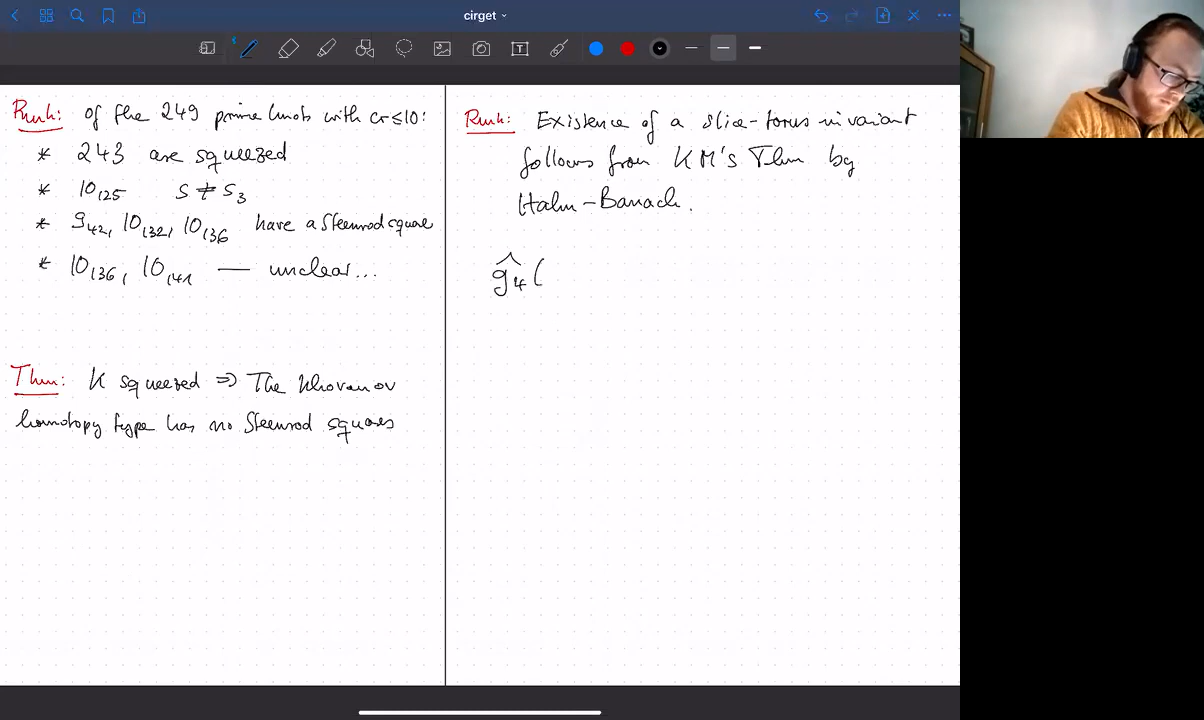 cirget
Rmk: of the 249 prime knots with cr ≤ 10:
* 243 are squeezed
* 10₁₂₅ s ≠ s₃
* 9₄₂, 10₁₃₂, 10₁₃₆ have a Steenrod square
* 10₁₃₆, 10₁₄₁ — unclear...
Thm: K squeezed ⇒ The Khovanov
homotopy type has no Steenrod squares
Rmk: Existence of a slice-torus invariant
follows from KM's Thm by
Hahn-Banach.
ĝ₄(